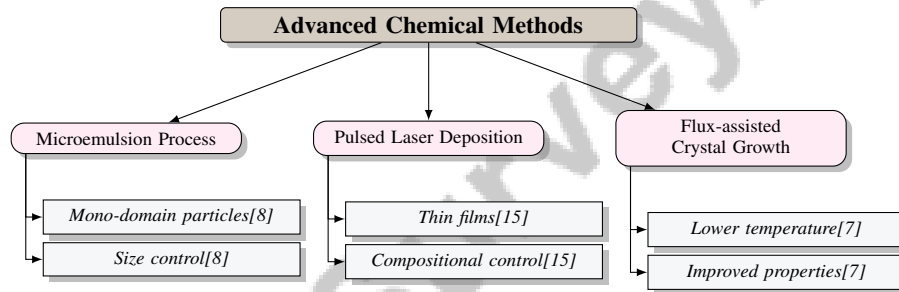 Advanced Chemical Methods
Microemulsion Process
Mono-domain particles[8]
Size control[8]
Pulsed Laser Deposition
Thin films[15]
Compositional control[15]
Flux-assisted
Crystal Growth
Lower temperature[7]
Improved properties[7]